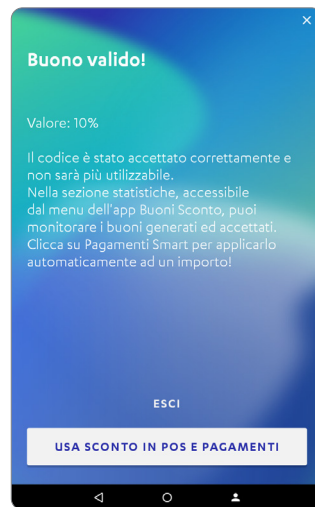 Buono valido!
Valore: 10%
Il codice è stato accettato correttamente e
non sarà più utilizzabile.
Nella sezione statistiche, accessibile
dal menu dell'app Buoni Sconto, puoi
monitorare i buoni generati ed accettati.
Clicca su Pagamenti Smart per applicarlo
automaticamente ad un importo!
ESCI
USA SCONTO IN POS E PAGAMENTI